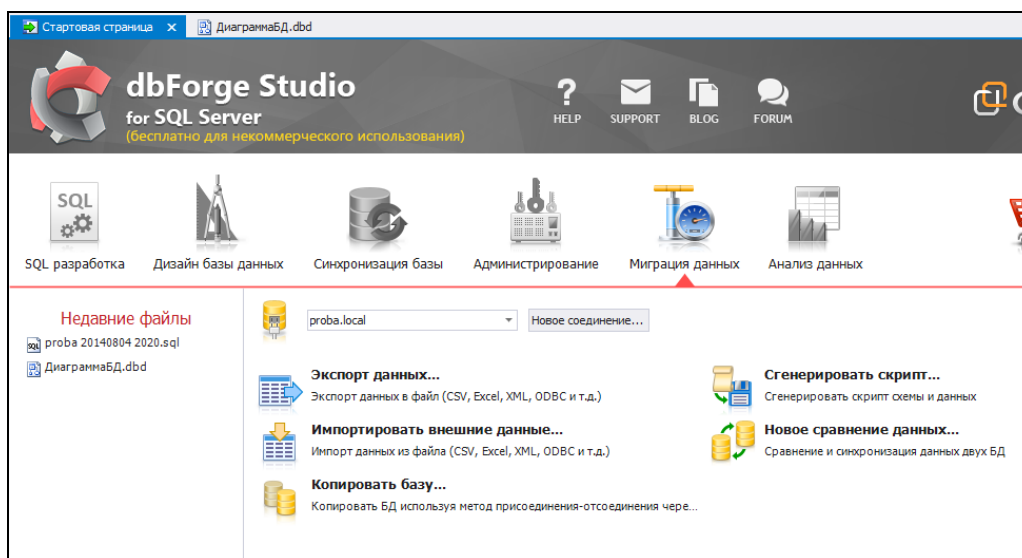 Стартовая страница
ДиаграммаБД.dbd
dbForge Studio
for SQL Server
(бесплатно для некоммерческого использования)
HELP
SUPPORT
BLOG
FORUM
SQL
SQL разработка
Дизайн базы данных
Синхронизация базы
Администрирование
Миграция данных
Анализ данных
Недавние файлы
proba 20140804 2020.sql
ДиаграммаБД.dbd
proba.local
Новое соединение...
Экспорт данных...
Экспорт данных в файл (CSV, Excel, XML, ODBC и т.д.)
Импортировать внешние данные...
Импорт данных из файла (CSV, Excel, XML, ODBC и т.д.)
Копировать базу...
Копировать БД используя метод присоединения-отсоединения чере...
Сгенерировать скрипт...
Сгенерировать скрипт схемы и данных
Новое сравнение данных...
Сравнение и синхронизация данных двух БД